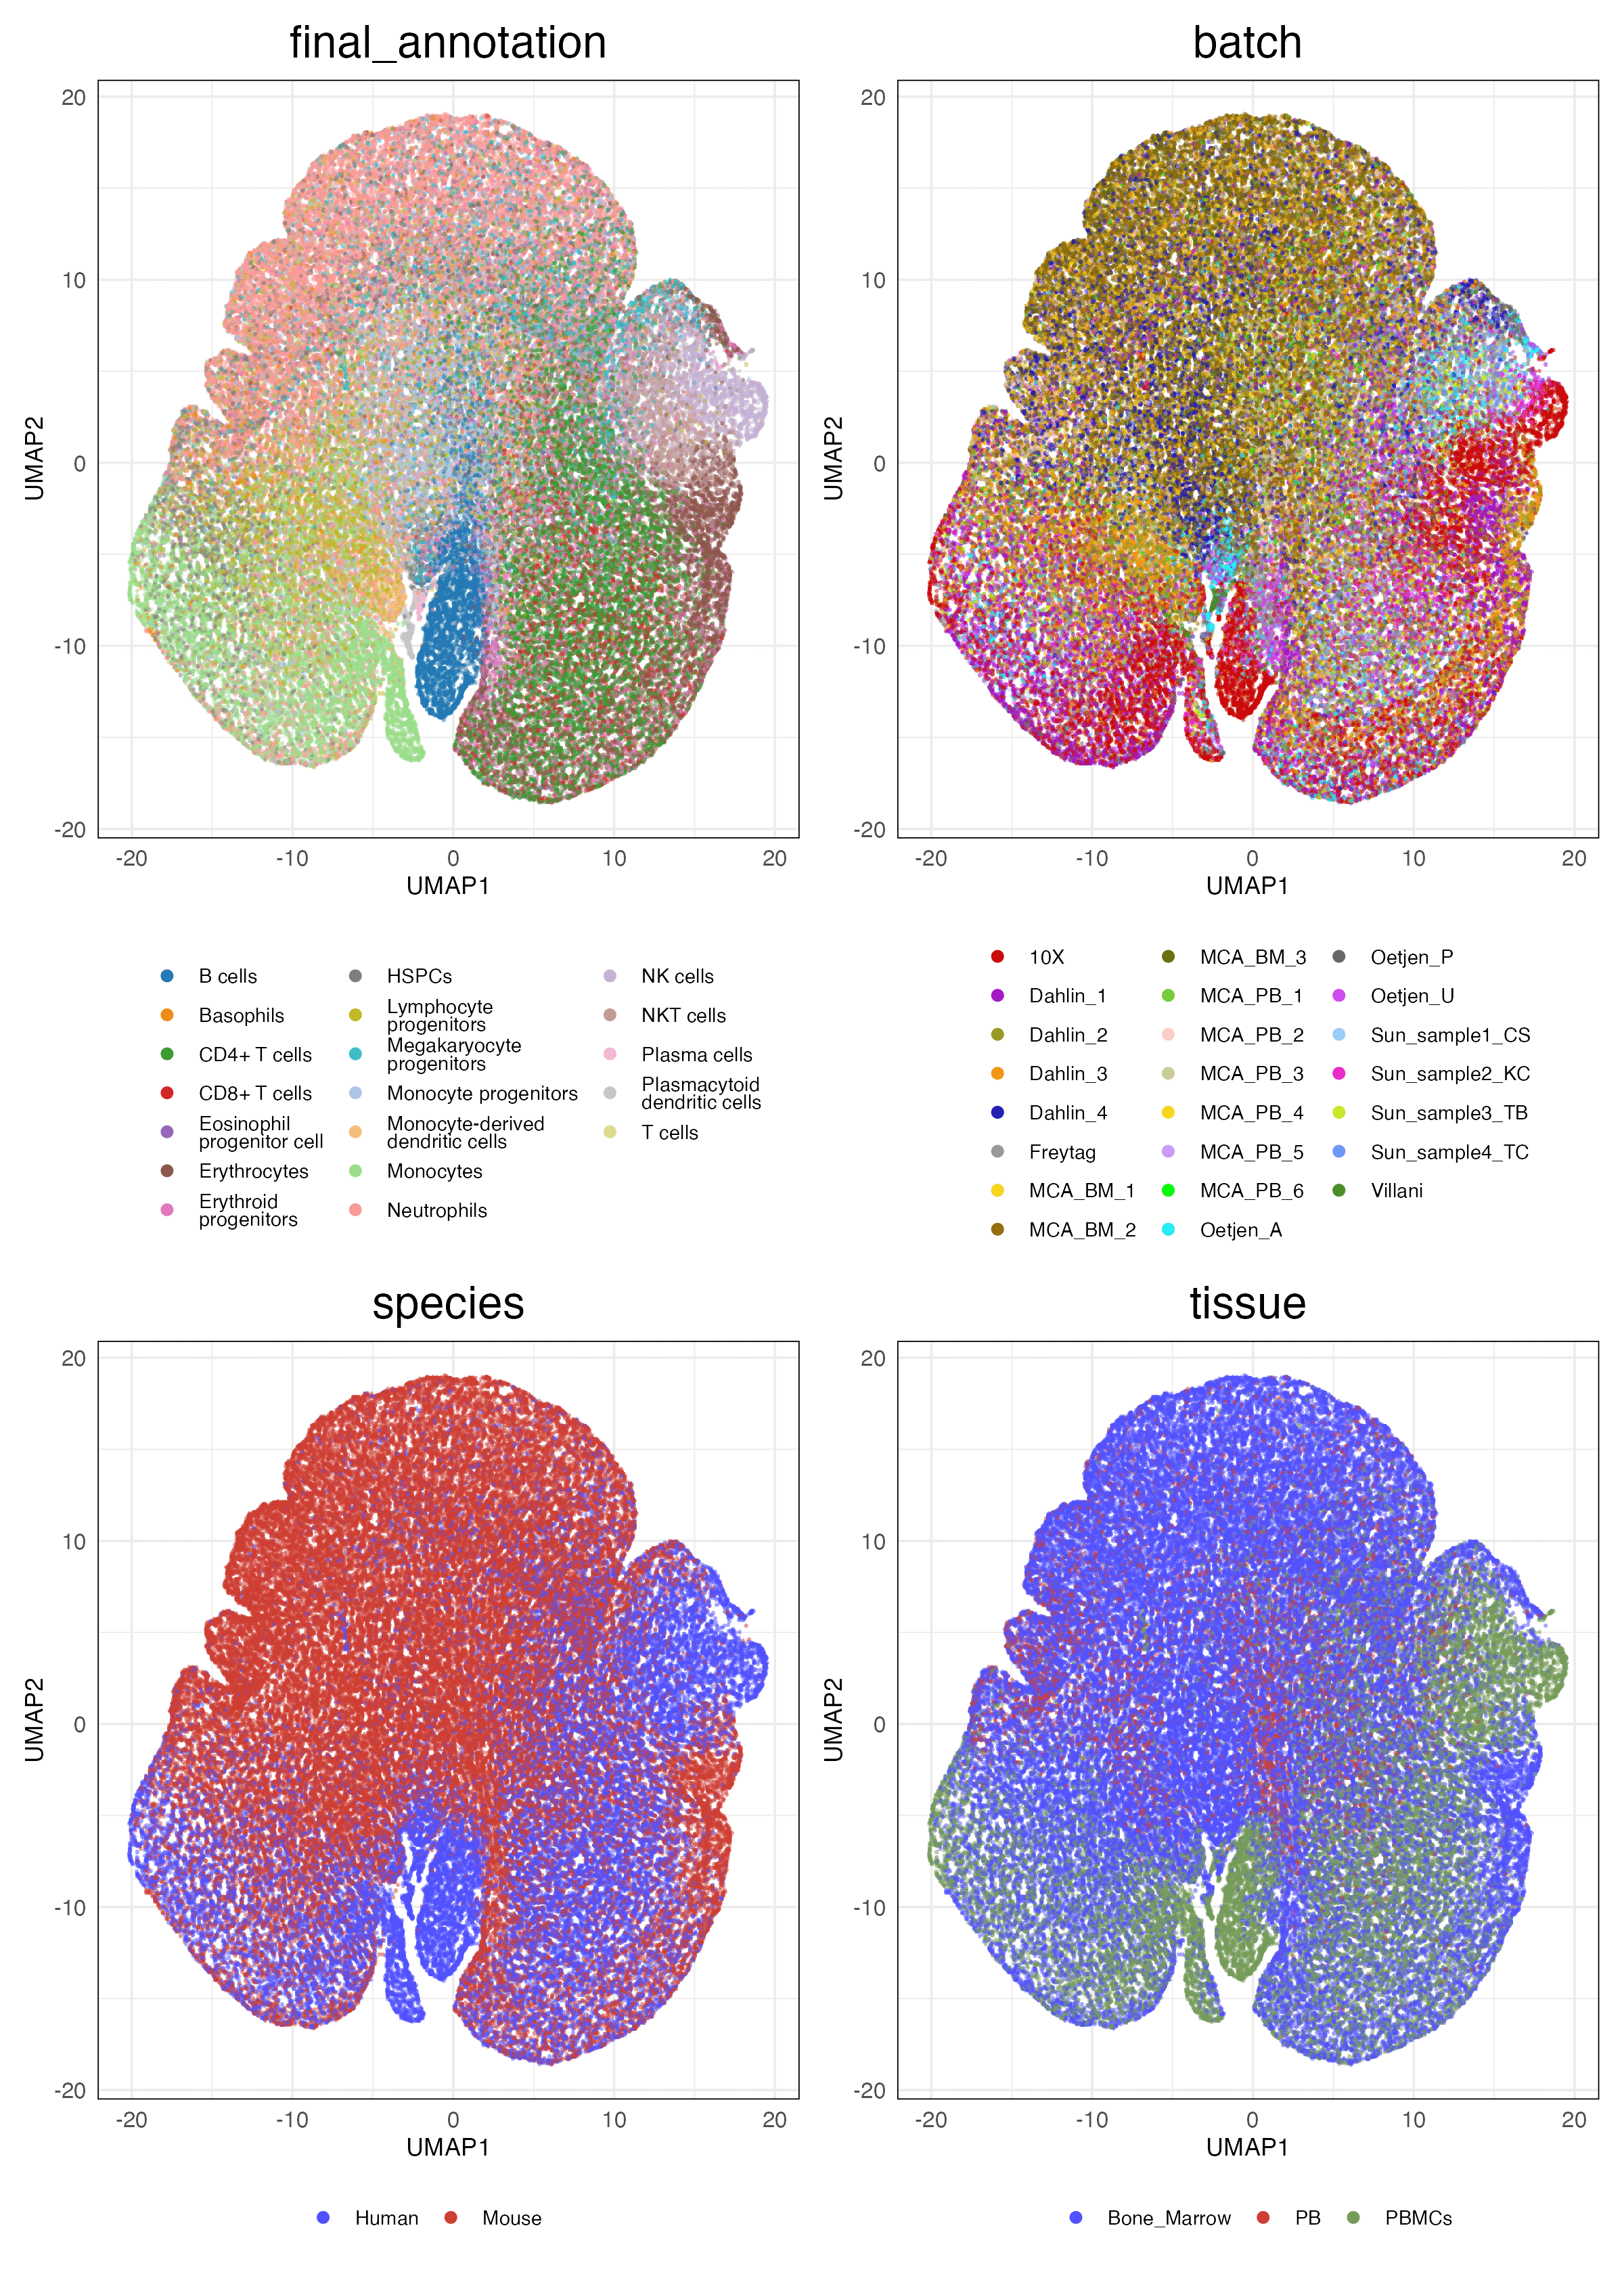 final_annotation
batch
20
10
0
-10
-20
UMAP2
-20
-10
0
10
20
UMAP1
20
10
0
-10
-20
UMAP2
-20
-10
0
10
20
UMAP1
B cells
Basophils
CD4+ T cells
CD8+ T cells
Eosinophil
progenitor cell
Erythrocytes
Erythroid
progenitors
HSPCs
Lymphocyte
progenitors
Megakaryocyte
progenitors
Monocyte progenitors
Monocyte-derived
dendritic cells
Monocytes
Neutrophils
NK cells
NKT cells
Plasma cells
Plasmacytoid
dendritic cells
T cells
10X
Dahlin_1
Dahlin_2
Dahlin_3
Dahlin_4
Freytag
MCA_BM_1
MCA_BM_2
MCA_BM_3
MCA_PB_1
MCA_PB_2
MCA_PB_3
MCA_PB_4
MCA_PB_5
MCA_PB_6
Oetjen_A
Oetjen_P
Oetjen_U
Sun_sample1_CS
Sun_sample2_KC
Sun_sample3_TB
Sun_sample4_TC
Villani
species
tissue
20
10
0
-10
-20
UMAP2
-20
-10
0
10
20
UMAP1
20
10
0
-10
-20
UMAP2
-20
-10
0
10
20
UMAP1
Human
Mouse
Bone_Marrow
PB
PBMCs